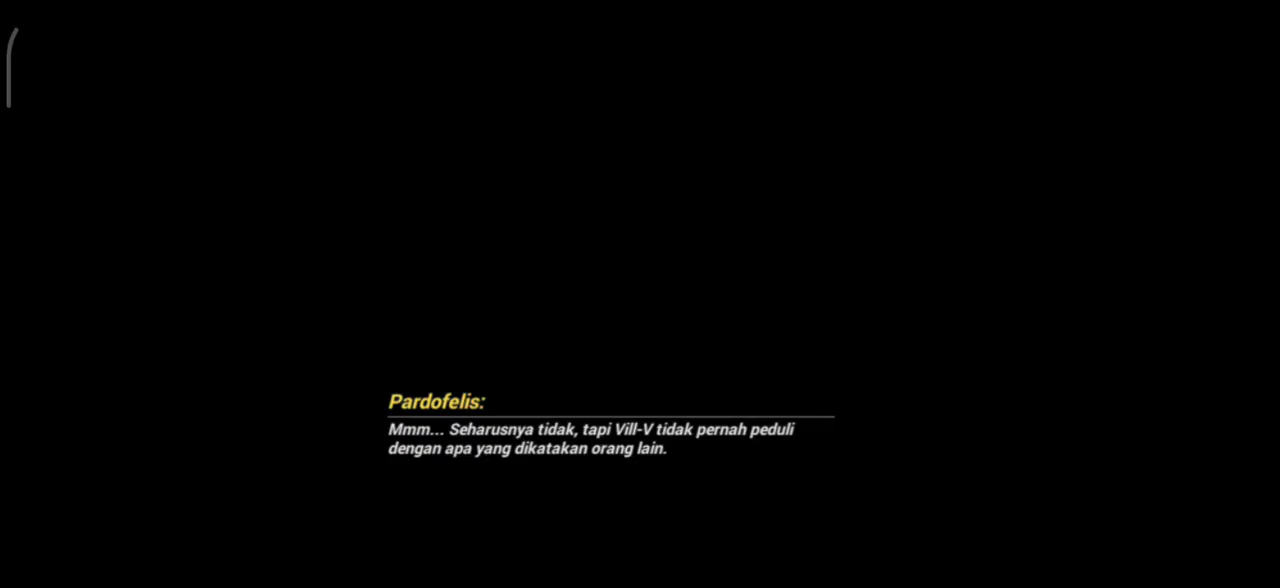 Pardofelis:
Mmm... Seharusnya tidak, tapi Vill-V tidak pernah peduli
dengan apa yang dikatakan orang lain.